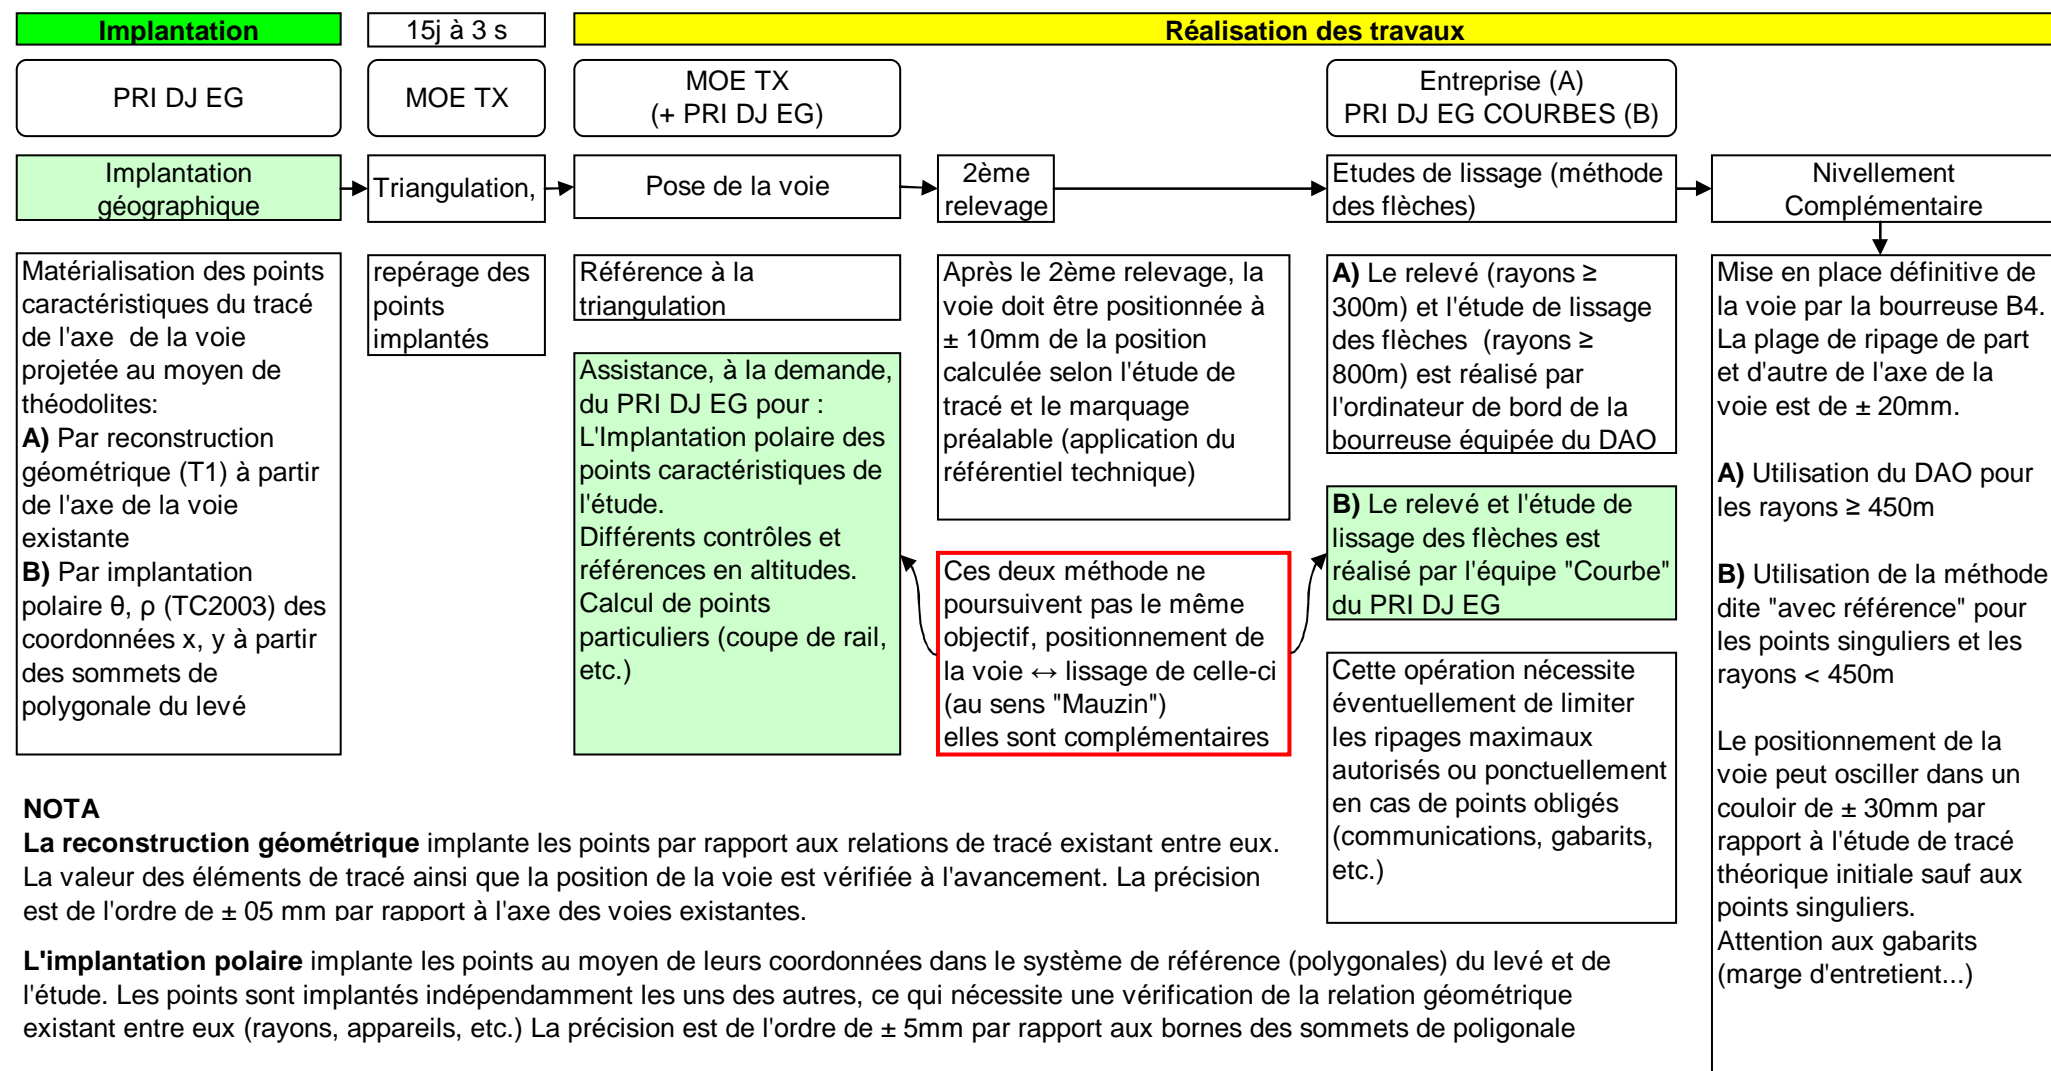 Implantation
15j à 3 s
Réalisation des travaux
PRI DJ EG
MOE TX
MOE TX
(+ PRI DJ EG)
Entreprise (A)
PRI DJ EG COURBES (B)
Implantation
géographique
Triangulation,
Pose de la voie
2ème
relevage
Etudes de lissage (méthode
des flèches)
Nivellement
Complémentaire
Matérialisation des points
caractéristiques du tracé
de l'axe de la voie
projetée au moyen de
théodolites:
A) Par reconstruction
géométrique (T1) à partir
de l'axe de la voie
existante
B) Par implantation
polaire θ, ρ (TC2003) des
coordonnées x, y à partir
des sommets de
polygonale du levé
repérage des
points
implantés
Référence à la
triangulation
Assistance, à la demande,
du PRI DJ EG pour :
L'Implantation polaire des
points caractéristiques de
l'étude.
Différents contrôles et
références en altitudes.
Calcul de points
particuliers (coupe de rail,
etc.)
Après le 2ème relevage, la
voie doit être positionnée à
± 10mm de la position
calculée selon l'étude de
tracé et le marquage
préalable (application du
référentiel technique)
Ces deux méthode ne
poursuivent pas le même
objectif, positionnement de
la voie ↔ lissage de celle-ci
(au sens "Mauzin")
elles sont complémentaires
A) Le relevé (rayons ≥
300m) et l'étude de lissage
des flèches (rayons ≥
800m) est réalisé par
l'ordinateur de bord de la
bourreuse équipée du DAO
B) Le relevé et l'étude de
lissage des flèches est
réalisé par l'équipe "Courbe"
du PRI DJ EG
Cette opération nécessite
éventuellement de limiter
les ripages maximaux
autorisés ou ponctuellement
en cas de points obligés
(communications, gabarits,
etc.)
Mise en place définitive de
la voie par la bourreuse B4.
La plage de ripage de part
et d'autre de l'axe de la
voie est de ± 20mm.
A) Utilisation du DAO pour
les rayons ≥ 450m
B) Utilisation de la méthode
dite "avec référence" pour
les points singuliers et les
rayons < 450m
Le positionnement de la
voie peut osciller dans un
couloir de ± 30mm par
rapport à l'étude de tracé
théorique initiale sauf aux
points singuliers.
Attention aux gabarits
(marge d'entretient...)
NOTA
La reconstruction géométrique implante les points par rapport aux relations de tracé existant entre eux.
La valeur des éléments de tracé ainsi que la position de la voie est vérifiée à l'avancement. La précision
est de l'ordre de ± 05 mm par rapport à l'axe des voies existantes.
L'implantation polaire implante les points au moyen de leurs coordonnées dans le système de référence (polygonales) du levé et de
l'étude. Les points sont implantés indépendamment les uns des autres, ce qui nécessite une vérification de la relation géométrique
existant entre eux (rayons, appareils, etc.) La précision est de l'ordre de ± 5mm par rapport aux bornes des sommets de poligonale